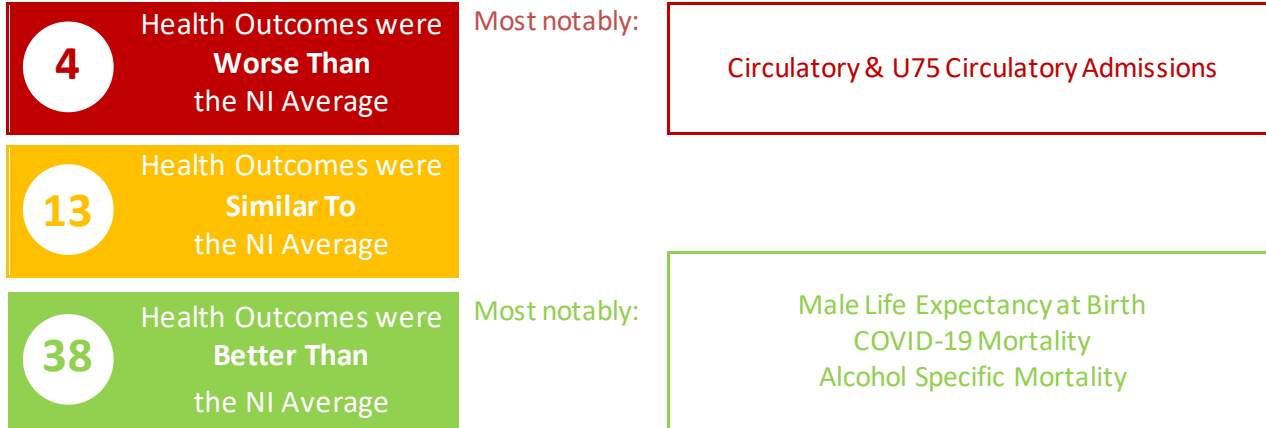 4
Health Outcomes were
Worse Than
the NI Average
Most notably:
Circulatory & U75 Circulatory Admissions
13
Health Outcomes were
Similar To
the NI Average
38
Health Outcomes were
Better Than
the NI Average
Most notably:
Male Life Expectancy at Birth
COVID-19 Mortality
Alcohol Specific Mortality